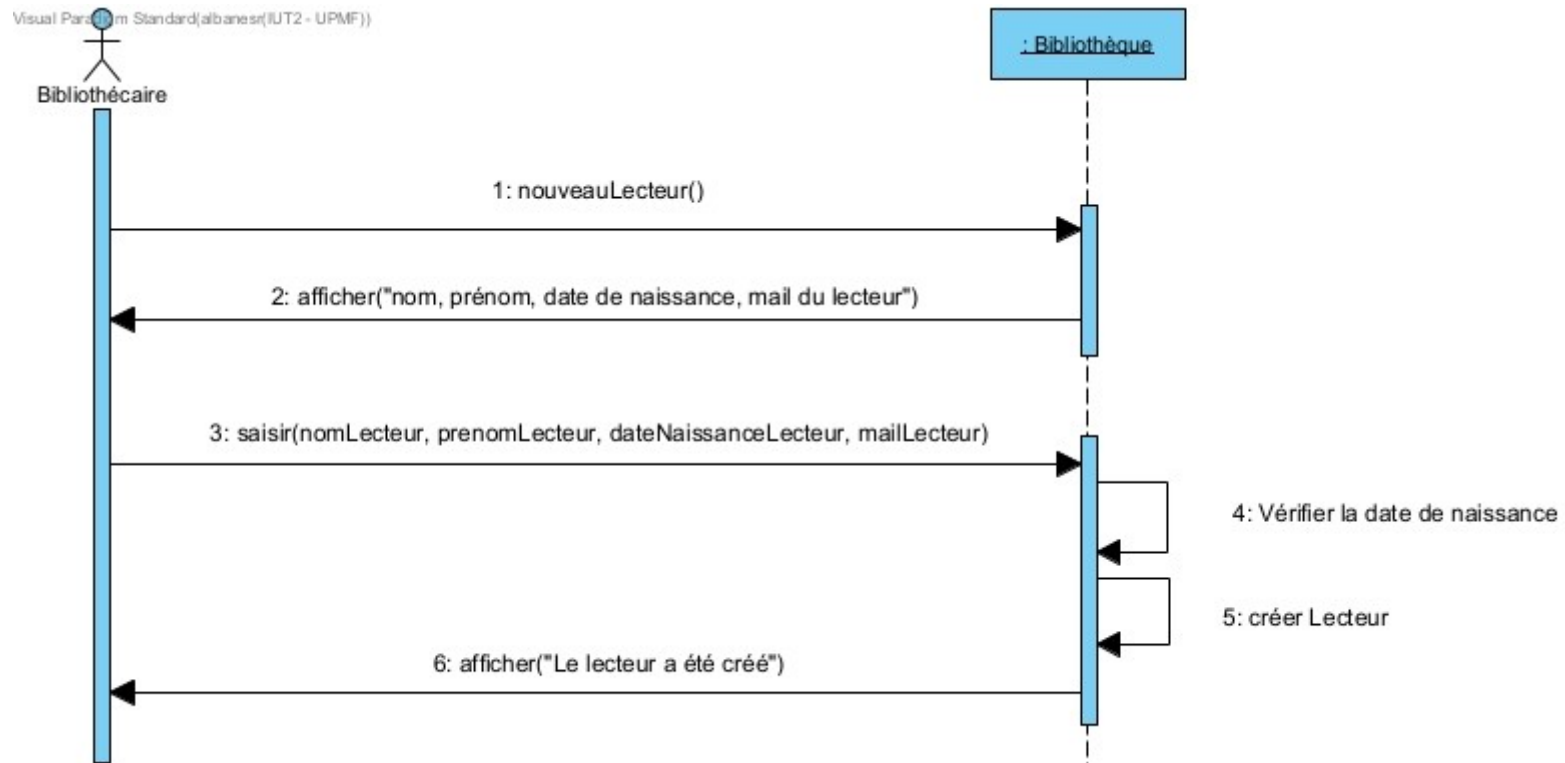 Visual Paradigm Standard(albanesr(IUT2 - UPMF))
: Bibliothèque
Bibliothécaire
1: nouveauLecteur()
2: afficher("nom, prénom, date de naissance, mail du lecteur")
3: saisir(nomLecteur, prenomLecteur, dateNaissanceLecteur, mailLecteur)
4: Vérifier la date de naissance
5: créer Lecteur
6: afficher("Le lecteur a été créé")